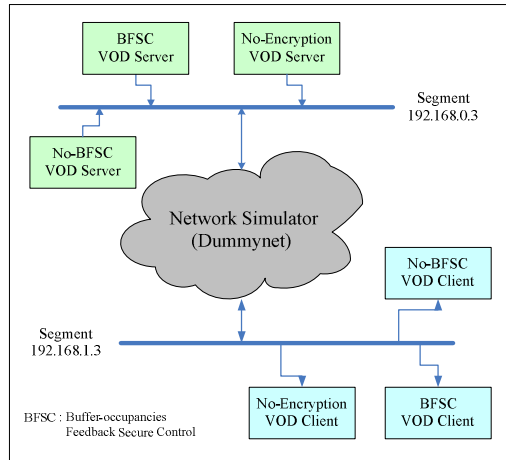 BFSC
VOD Server
No-Encryption
VOD Server
Segment
192.168.0.3
No-BFSC
VOD Server
Network Simulator
(Dummynet)
No-BFSC
VOD Client
Segment
192.168.1.3
No-Encryption
VOD Client
BFSC
VOD Client
BFSC : Buffer-occupancies
Feedback Secure Control